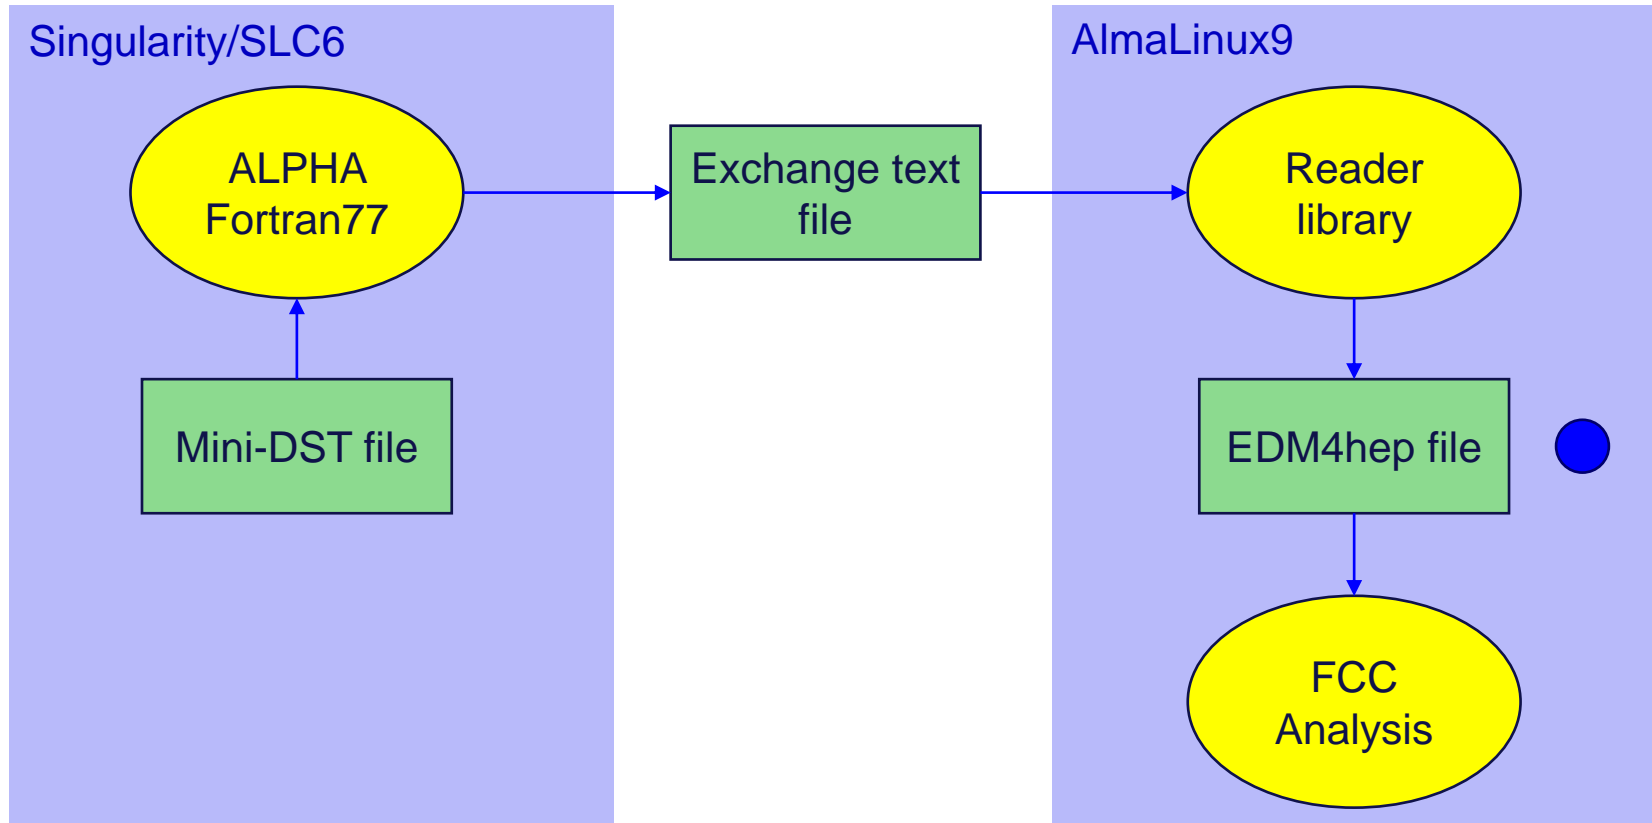 Singularity/SLC6
ALPHA
Fortran77
Mini-DST file
Exchange text
file
AlmaLinux9
Reader
library
EDM4hep file
FCC
Analysis